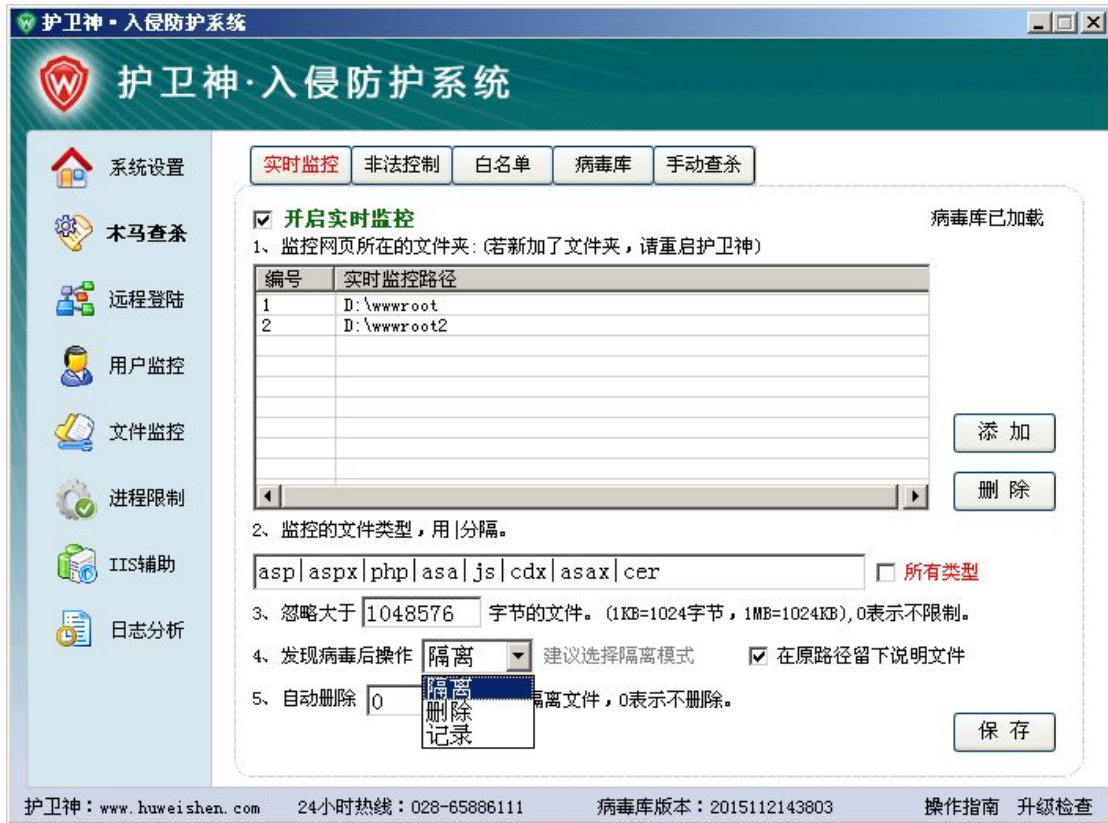 护卫神·入侵防护系统
护卫神·入侵防护系统
系统设置
木马查杀
远程登陆
用户监控
文件监控
进程限制
IIS辅助
日志分析
实时监控 非法控制 白名单 病毒库 手动查杀
开启实时监控 病毒库已加载
1、监控网页所在的文件夹:(若新加了文件夹，请重启护卫神)
编号 实时监控路径
1 D:\wwwroot
2 D:\wwwroot2
添 加
删 除
2、监控的文件类型，用|分隔。
asp|aspx|php|asa|js|cdx|asax|cer 所有类型
3、忽略大于 1048576 字节的文件。(1KB=1024字节，1MB=1024KB),0表示不限制。
4、发现病毒后操作 隔离 建议选择隔离模式 在原路径留下说明文件
5、自动删除 0 隔离文件，0表示不删除。
隔离
删除
记录
保 存
护卫神：www.huweishen.com 24小时热线：028-65886111 病毒库版本：2015112143803 操作指南 升级检查